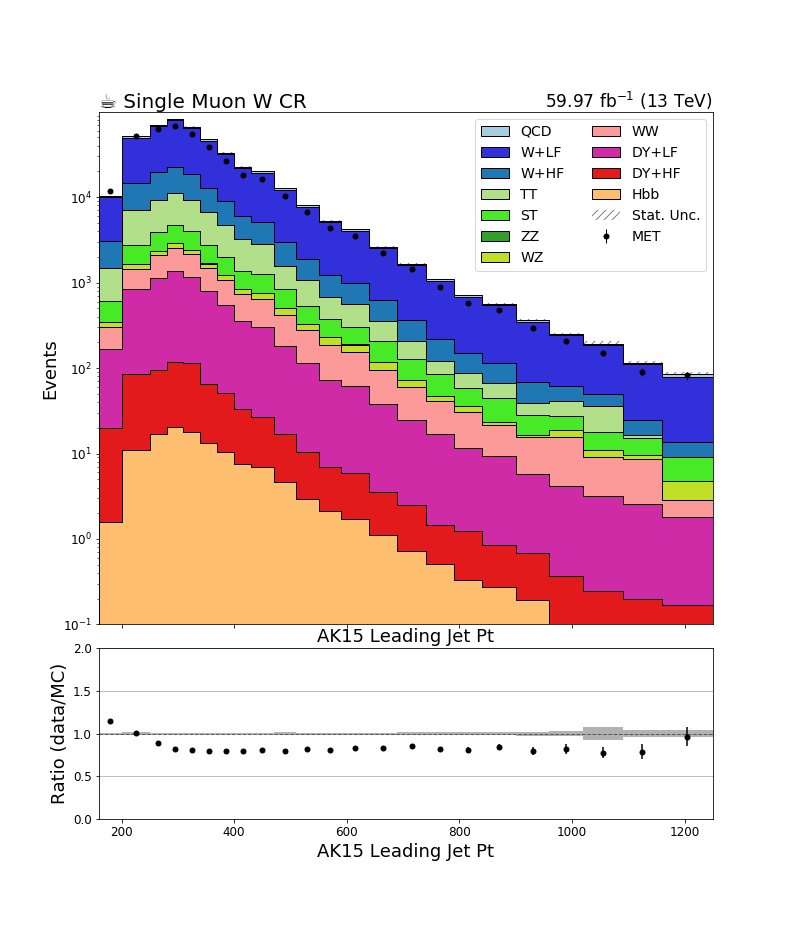 ☕ Single Muon W CR
59.97 fb⁻¹ (13 TeV)
QCD
W+LF
W+HF
TT
ST
ZZ
WZ
WW
DY+LF
DY+HF
Hbb
Stat. Unc.
MET
Events
10⁴
10³
10²
10¹
10⁰
10⁻¹
AK15 Leading Jet Pt
Ratio (data/MC)
2.0
1.5
1.0
0.5
0.0
200 400 600 800 1000 1200
AK15 Leading Jet Pt